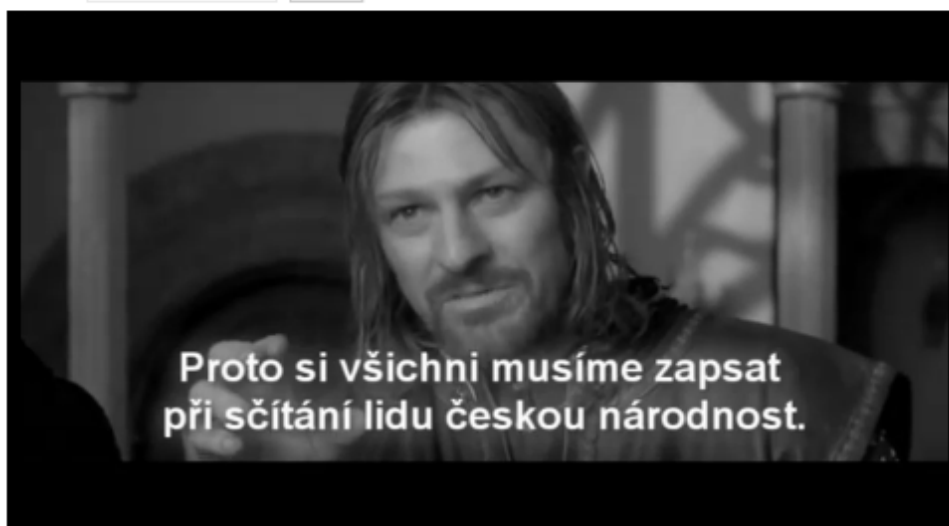 Proto si všichni musíme zapsat
při sčítání lidu českou národnost.